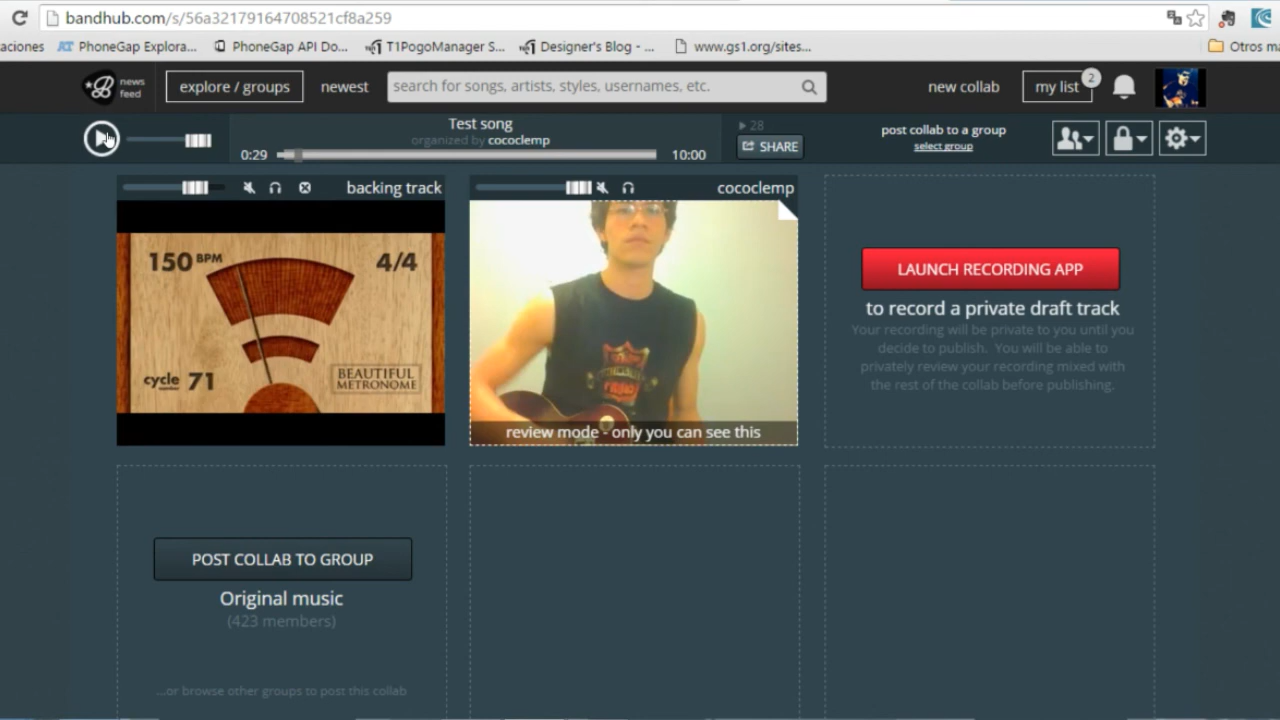 bandhub.com/s/56a32179164708521cf8a259
aciones PhoneGap Explora... PhoneGap API Do... T1PogoManager S... Designer's Blog - ... www.gs1.org/sites... Otros ma
news
feed
explore / groups newest search for songs, artists, styles, usernames, etc. new collab my list 2
Test song
organized by cococlemp
0:29 10:00
28
SHARE
post collab to a group
select group
backing track
150 BPM 4/4
cycle number 71
BEAUTIFUL
METRONOME
cococlemp
review mode - only you can see this
LAUNCH RECORDING APP
to record a private draft track
Your recording will be private to you until you
decide to publish. You will be able to
privately review your recording mixed with
the rest of the collab before publishing.
POST COLLAB TO GROUP
Original music
(423 members)
...or browse other groups to post this collab